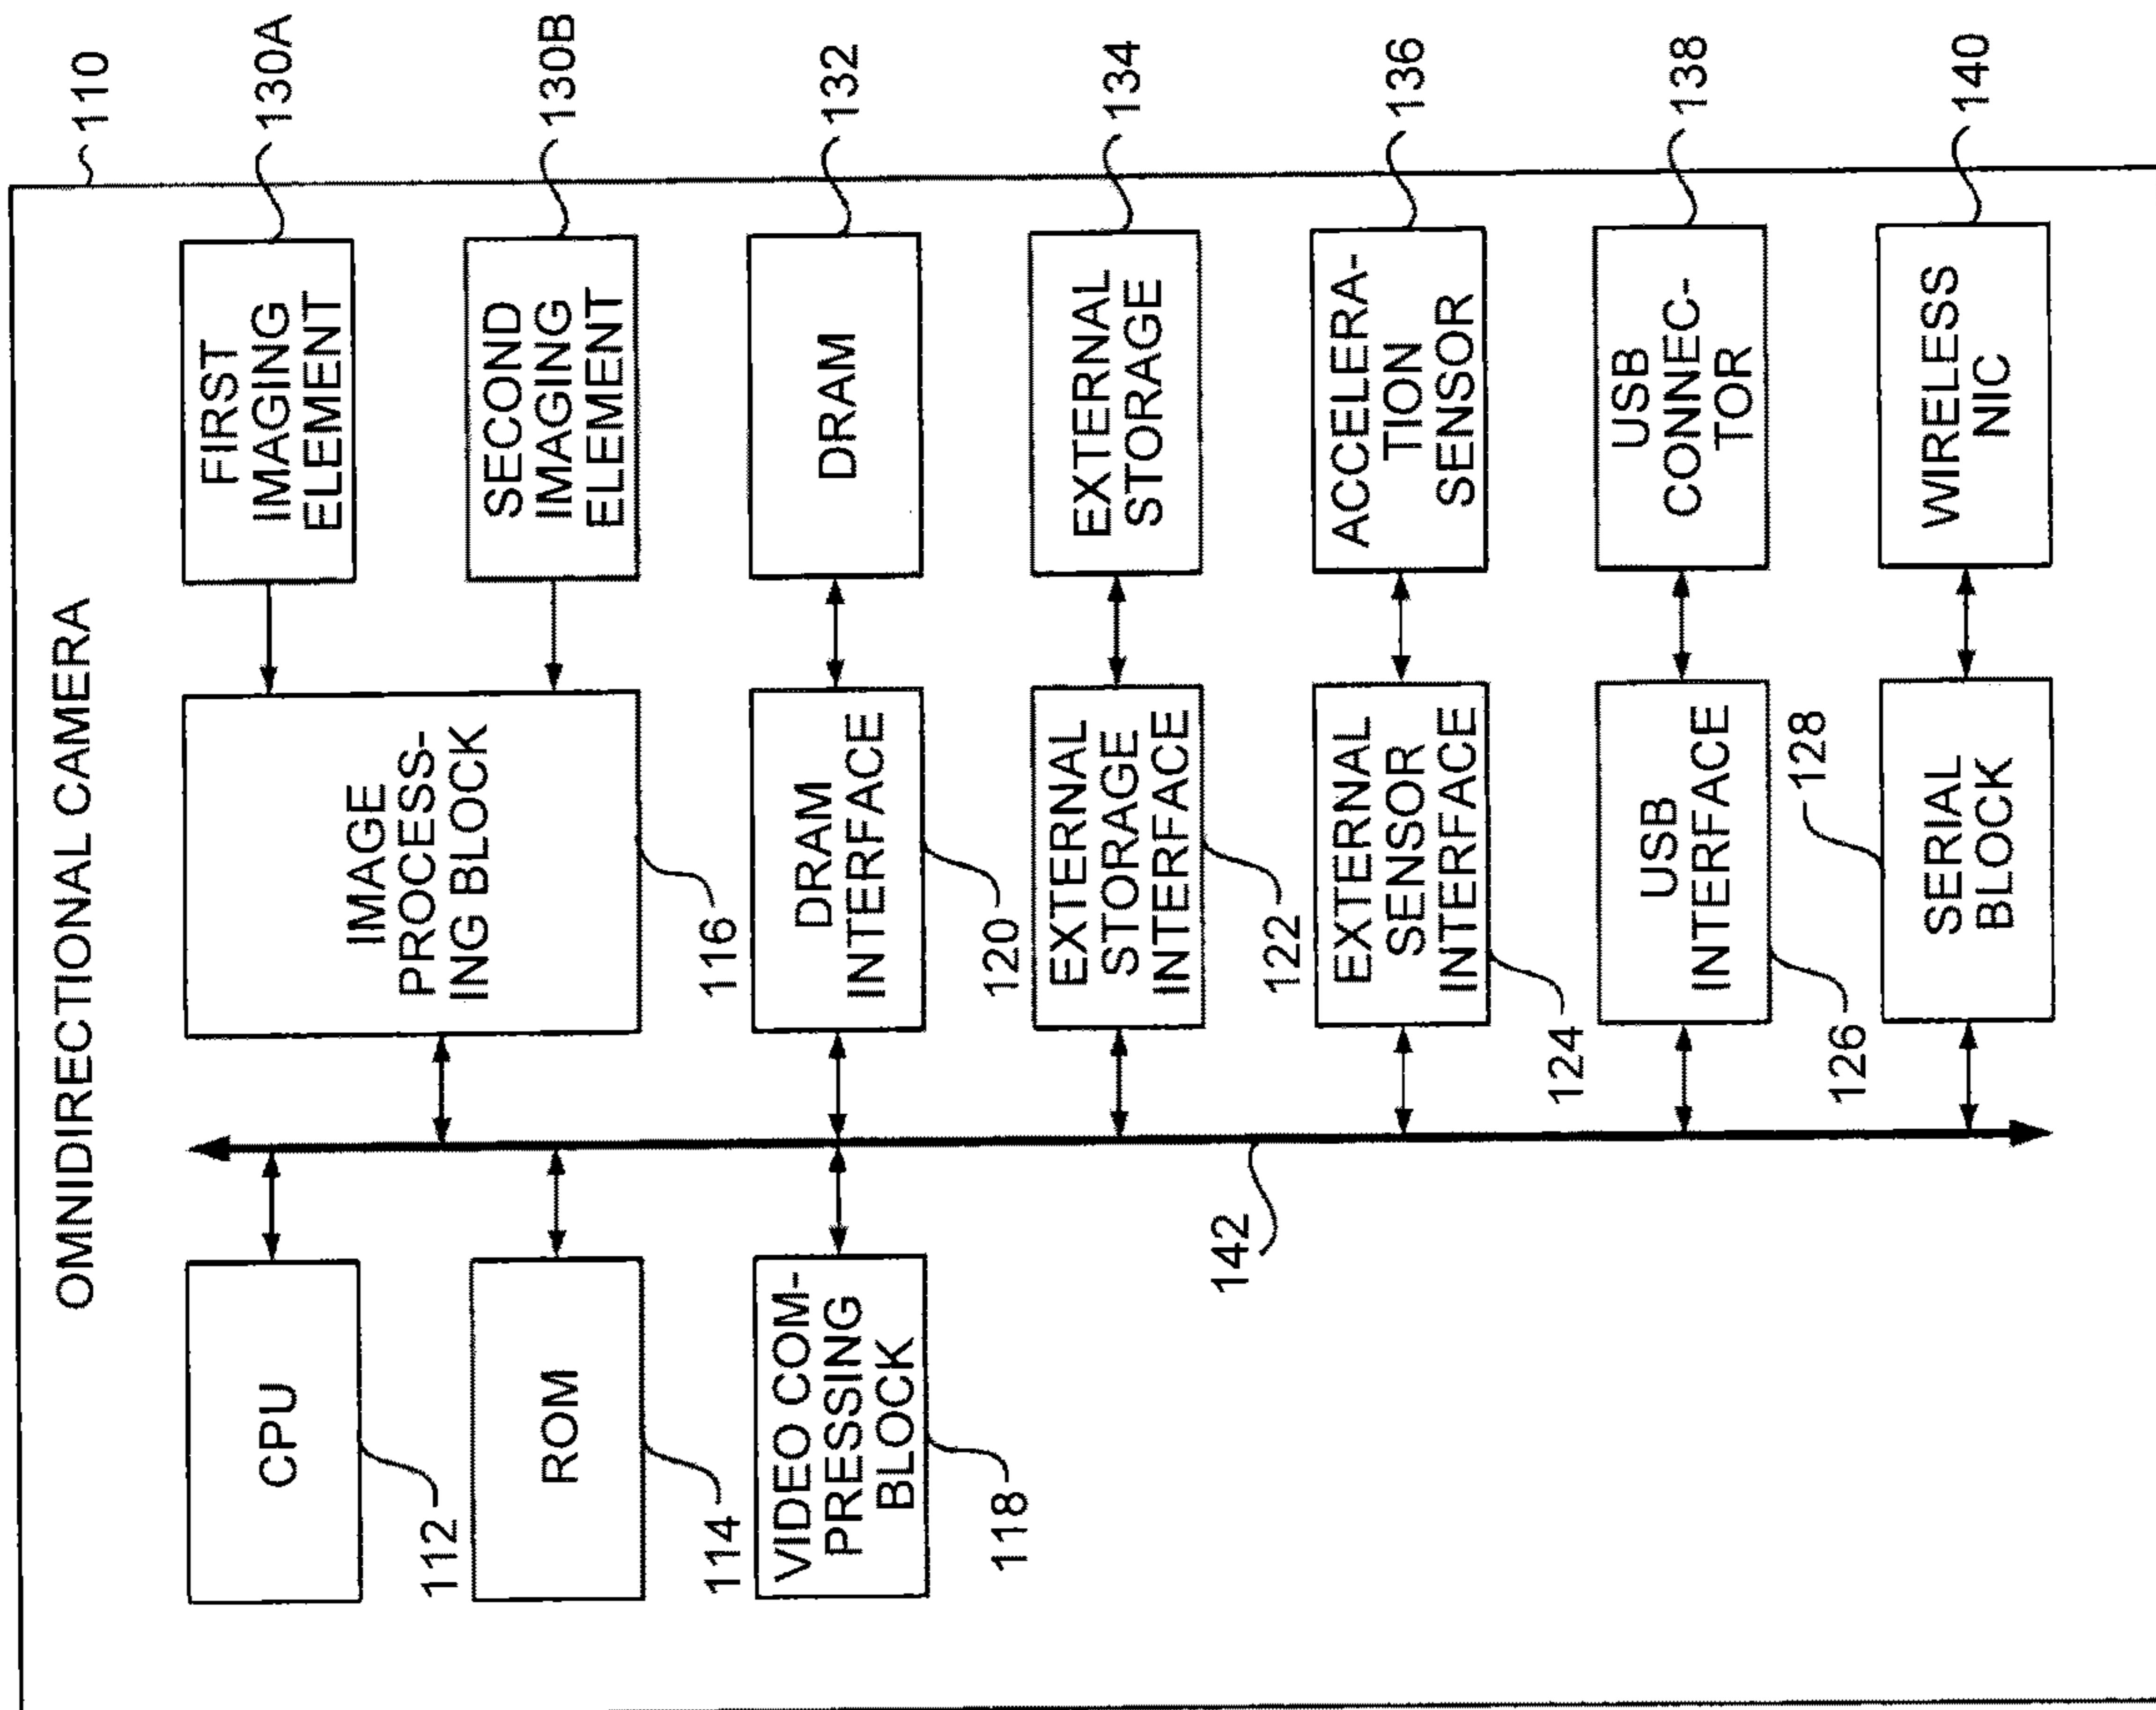 OMNIDIRECTIONAL CAMERA
110
CPU
112
ROM
114
VIDEO COM-
PRESSING
BLOCK
118
142
IMAGE
PROCESS-
ING BLOCK
116
DRAM
INTERFACE
120
EXTERNAL
STORAGE
INTERFACE
122
EXTERNAL
SENSOR
INTERFACE
124
USB
INTERFACE
126
SERIAL
BLOCK
128
FIRST
IMAGING
ELEMENT
130A
SECOND
IMAGING
ELEMENT
130B
DRAM
132
EXTERNAL
STORAGE
134
ACCELERA-
TION
SENSOR
136
USB
CONNEC-
TOR
138
WIRELESS
NIC
140